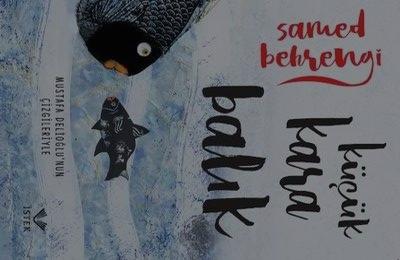 samed
behrengi
küçük
kara
balık
MUSTAFA DELİOĞLU'NUN
ÇİZGİLERİYLE
İSTEK